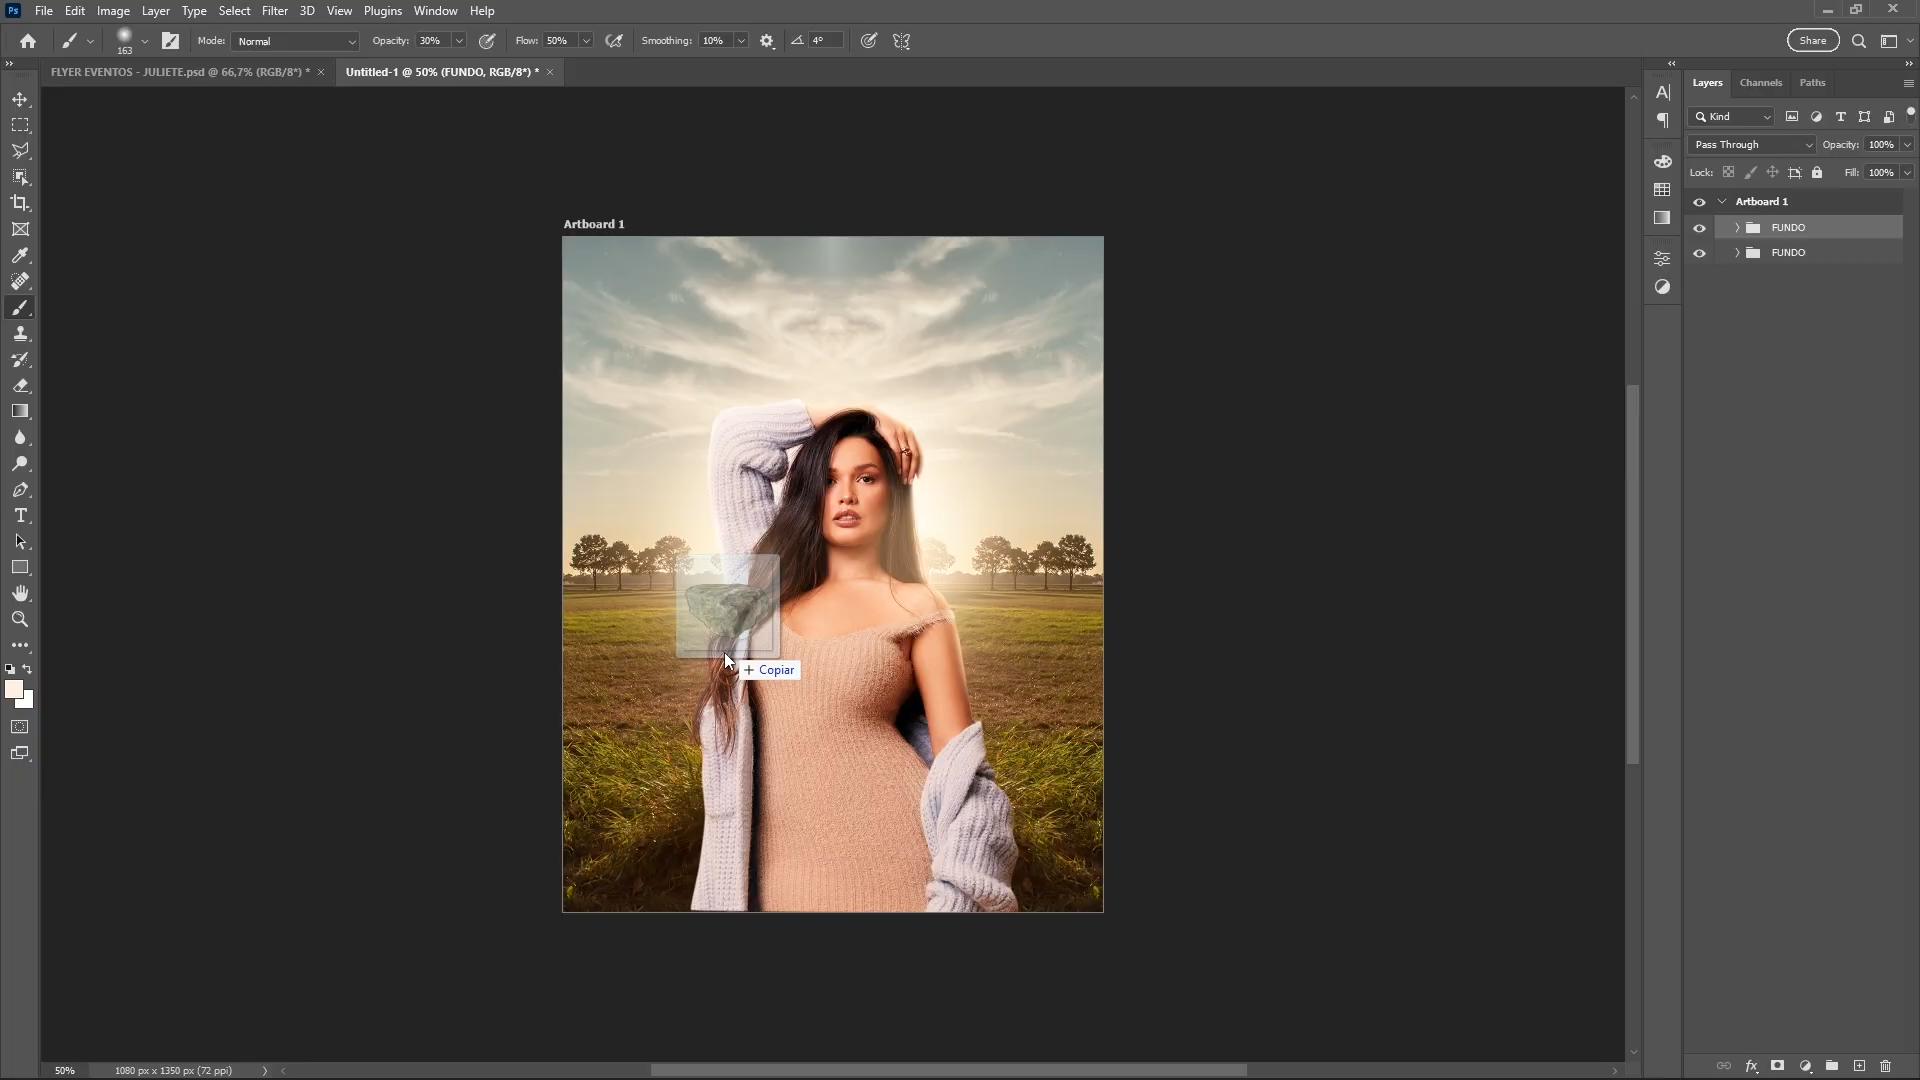 Ps File Edit Image Layer Type Select Filter 3D View Plugins Window Help
163 Mode: Normal Opacity: 30% Flow: 50% Smoothing: 10% 4° Share
FLYER EVENTOS - JULIETE.psd @ 66,7% (RGB/8*) * × Untitled-1 @ 50% (FUNDO, RGB/8*) * ×
Layers Channels Paths
Kind
Pass Through Opacity: 100%
Lock: Fill: 100%
Artboard 1
FUNDO
FUNDO
Artboard 1
+ Copiar
50% 1080 px x 1350 px (72 ppi)